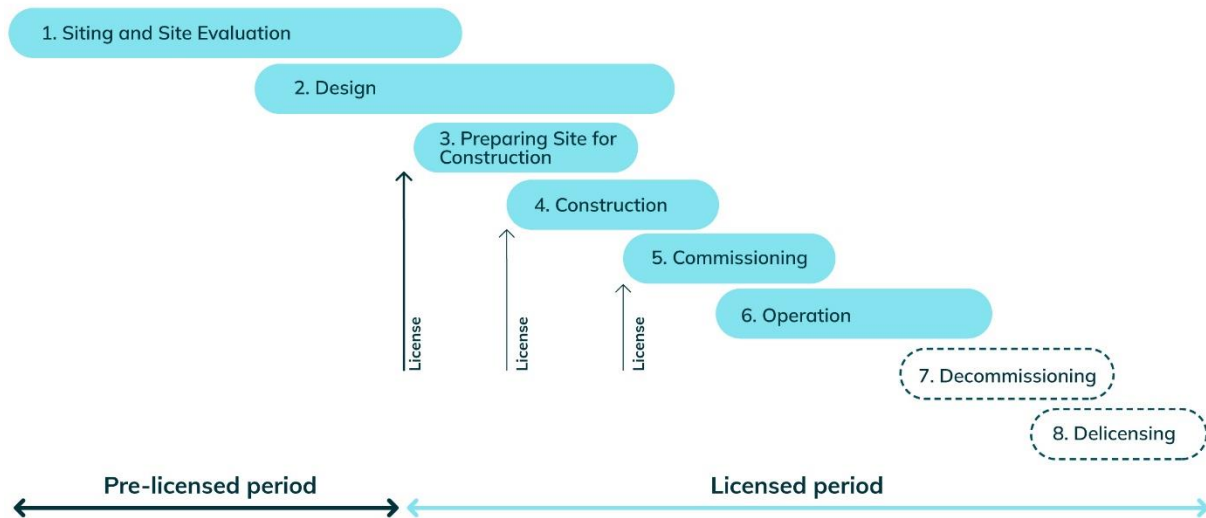 1. Siting and Site Evaluation
2. Design
3. Preparing Site for
Construction
4. Construction
5. Commissioning
6. Operation
7. Decommissioning
8. Delicensing
License
License
License
Pre-licensed period
Licensed period